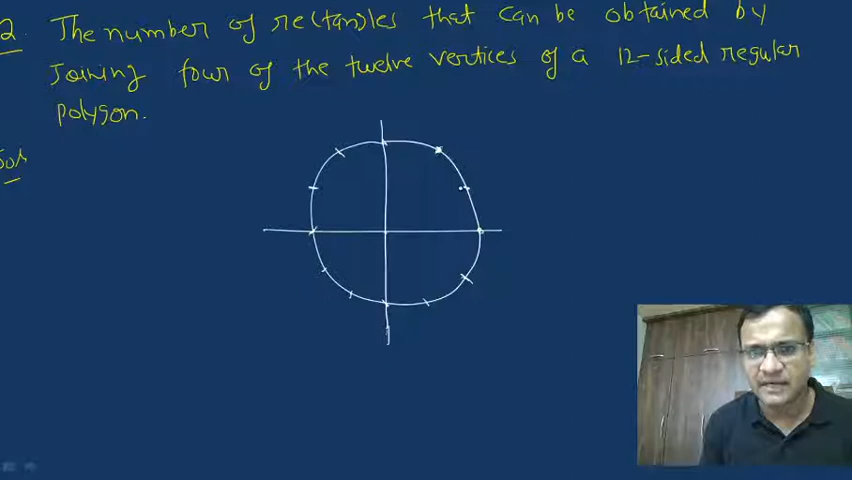 2 The number of rectangles that can be obtained by
Joining four of the twelve vertices of a 12-sided regular
polygon.